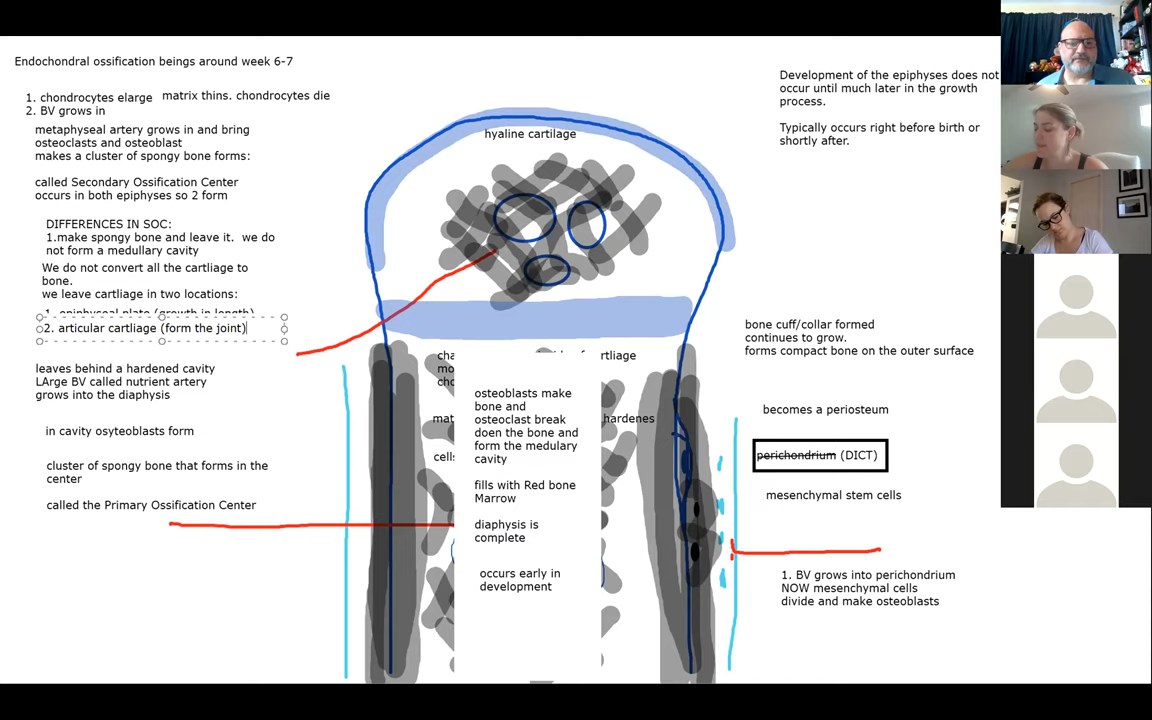 Endochondral ossification beings around week 6-7
1. chondrocytes elarge
matrix thins. chondrocytes die
2. BV grows in
metaphyseal artery grows in and bring
osteoclasts and osteoblast
makes a cluster of spongy bone forms:
called Secondary Ossification Center
occurs in both epiphyses so 2 form
DIFFERENCES IN SOC:
1.make spongy bone and leave it. we do
not form a medullary cavity
We do not convert all the cartliage to
bone.
we leave cartliage in two locations:
1. epiphyseal plate (growth in length)
2. articular cartliage (form the joint)
leaves behind a hardened cavity
LArge BV called nutrient artery
grows into the diaphysis
in cavity osyteoblasts form
cluster of spongy bone that forms in the
center
called the Primary Ossification Center
hyaline cartilage
osteoblasts make
bone and
osteoclast break
doen the bone and
form the medulary
cavity
fills with Red bone
Marrow
diaphysis is
complete
occurs early in
development
hardenes
Development of the epiphyses does not
occur until much later in the growth
process.
Typically occurs right before birth or
shortly after.
bone cuff/collar formed
continues to grow.
forms compact bone on the outer surface
becomes a periosteum
perichondrium (DICT)
mesenchymal stem cells
1. BV grows into perichondrium
NOW mesenchymal cells
divide and make osteoblasts